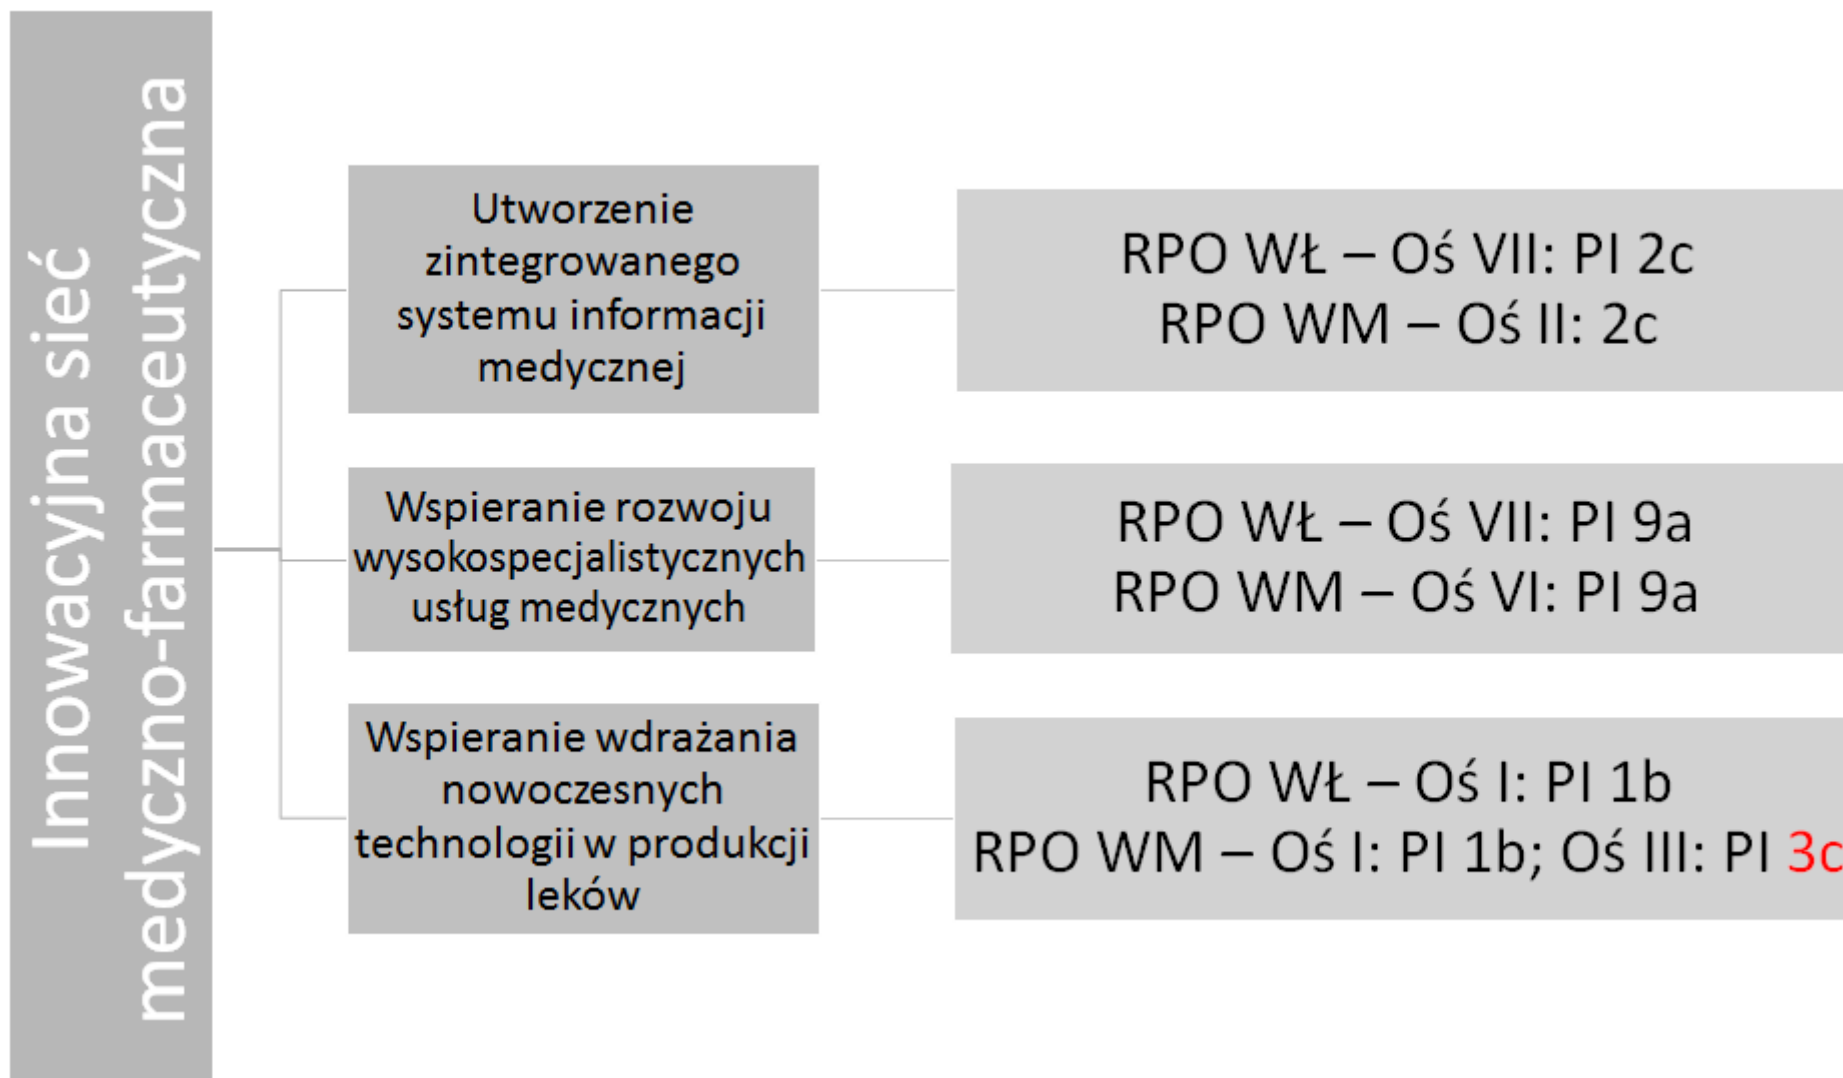 Innowacyjna sieć
medyczno-farmaceutyczna
Utworzenie
zintegrowanego
systemu informacji
medycznej
RPO WŁ – Oś VII: PI 2c
RPO WM – Oś II: 2c
Wspieranie rozwoju
wysokospecjalistycznych
usług medycznych
RPO WŁ – Oś VII: PI 9a
RPO WM – Oś VI: PI 9a
Wspieranie wdrażania
nowoczesnych
technologii w produkcji
leków
RPO WŁ – Oś I: PI 1b
RPO WM – Oś I: PI 1b; Oś III: PI 3c